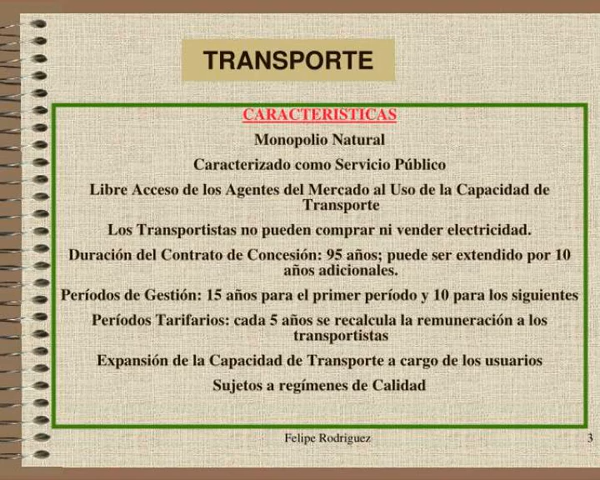 TRANSPORTE
CARACTERISTICAS
Monopolio Natural
Caracterizado como Servicio Público
Libre Acceso de los Agentes del Mercado al Uso de la Capacidad de
Transporte
Los Transportistas no pueden comprar ni vender electricidad.
Duración del Contrato de Concesión: 95 años; puede ser extendido por 10
años adicionales.
Períodos de Gestión: 15 años para el primer período y 10 para los siguientes
Períodos Tarifarios: cada 5 años se recalcula la remuneración a los
transportistas
Expansión de la Capacidad de Transporte a cargo de los usuarios
Sujetos a regímenes de Calidad
Felipe Rodriguez
3